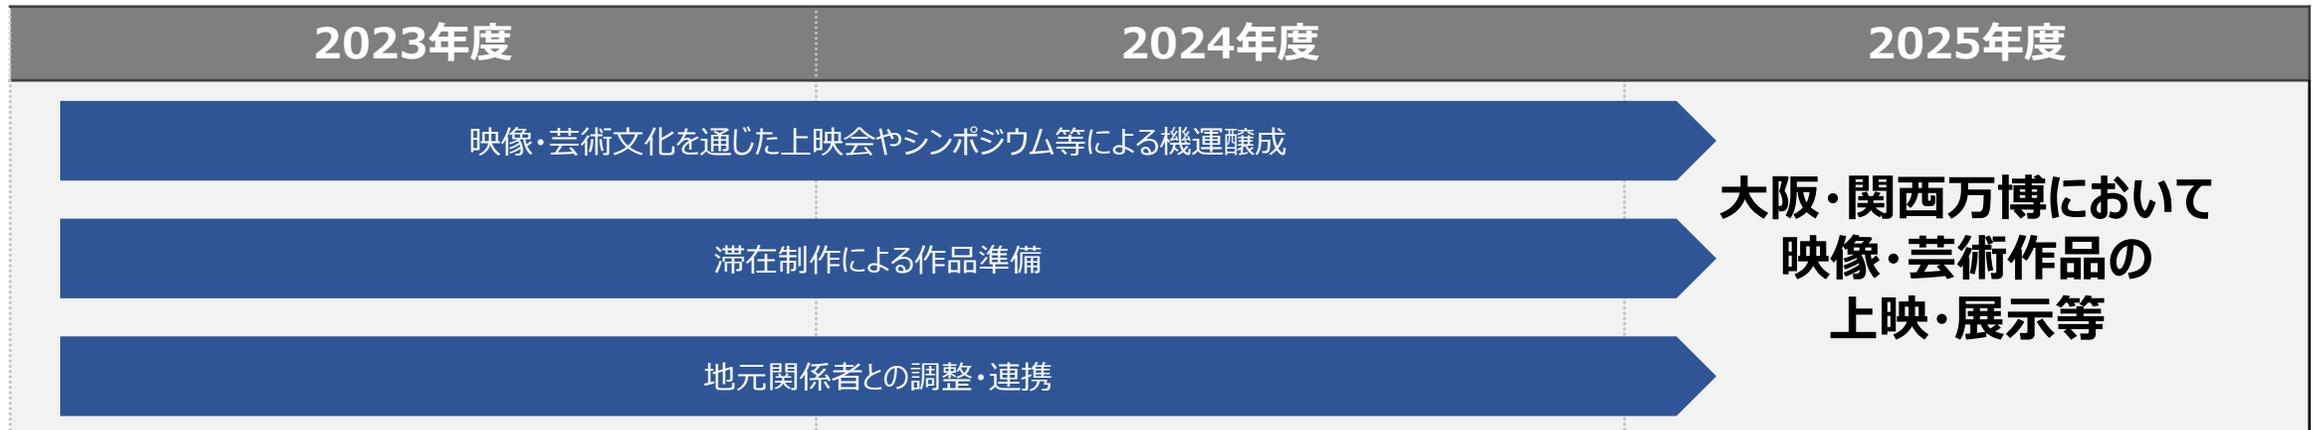 2023年度
2024年度
2025年度
映像・芸術文化を通じた上映会やシンポジウム等による機運醸成
滞在制作による作品準備
地元関係者との調整・連携
大阪・関西万博において
映像・芸術作品の
上映・展示等